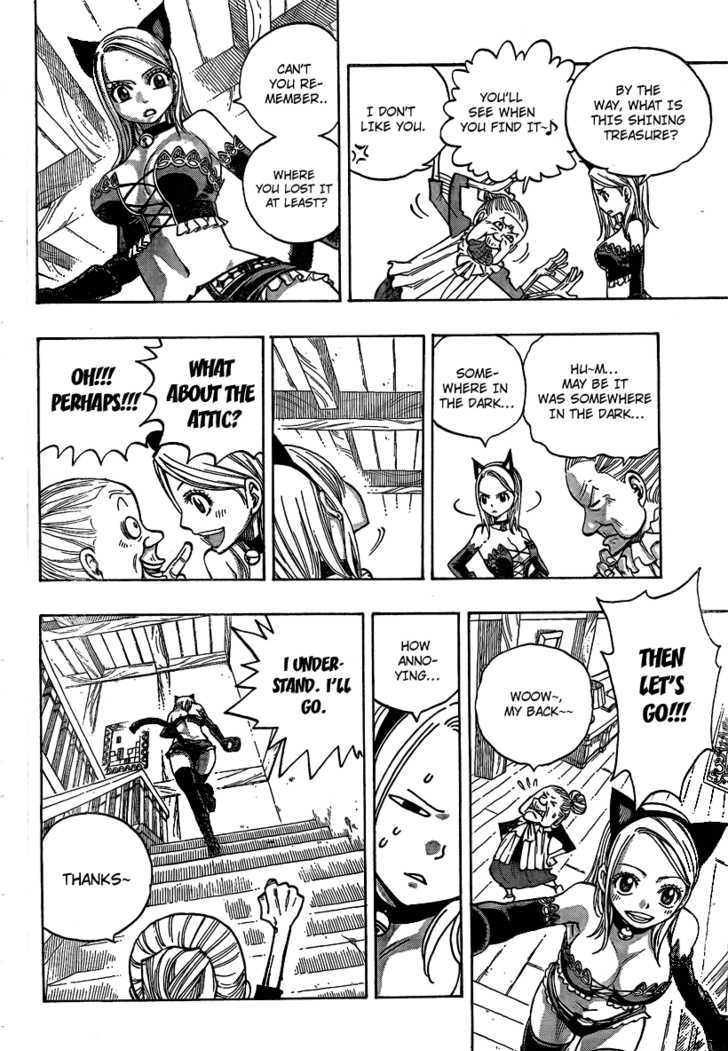 BY THE
WAY, WHAT IS
THIS SHINING
TREASURE?
YOU'LL
SEE WHEN
YOU FIND IT~♪
I DON'T
LIKE YOU.
CAN'T
YOU RE-
MEMBER..
WHERE
YOU LOST IT
AT LEAST?
HU~M...
MAY BE IT
WAS SOMEWHERE
IN THE DARK...
SOME-
WHERE IN
THE DARK...
WHAT
ABOUT THE
ATTIC?
OH!!!
PERHAPS!!!
THEN
LET'S
GO!!!
WOOW~,
MY BACK~~
HOW
ANNO-
YING...
I UNDER-
STAND. I'LL
GO.
THANKS~